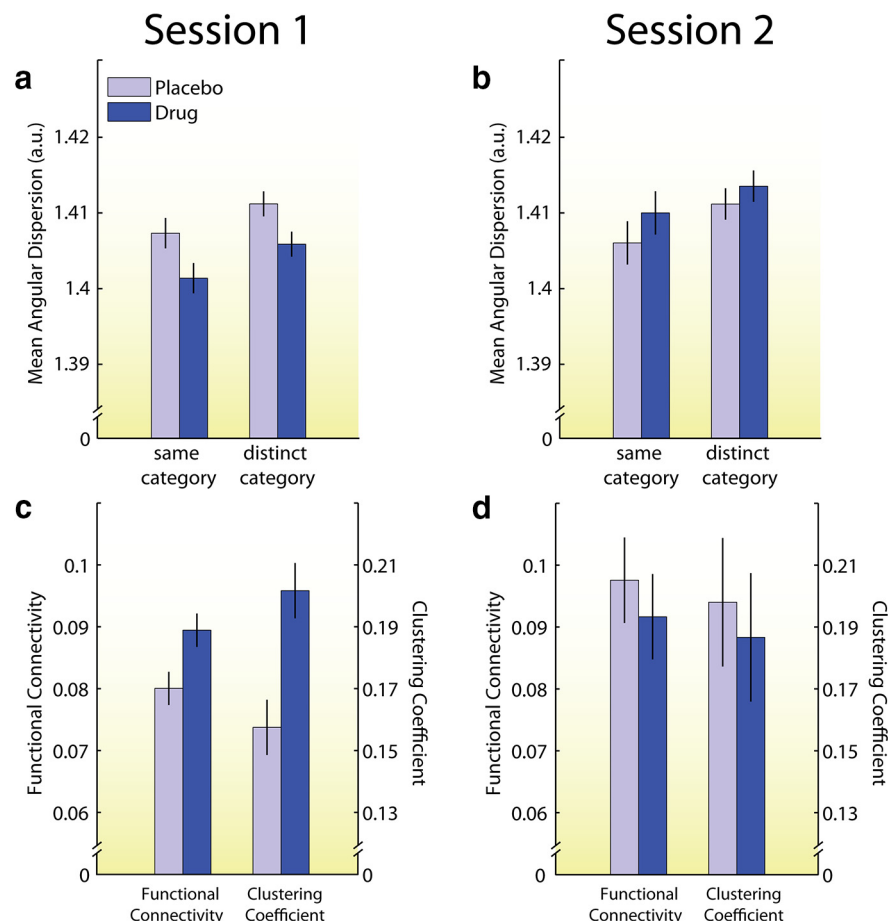 Session 1
Session 2
a
Placebo
Drug
Mean Angular Dispersion (a.u.)
1.42
1.41
1.4
1.39
0
same
category
distinct
category
b
Mean Angular Dispersion (a.u.)
1.42
1.41
1.4
1.39
0
same
category
distinct
category
c
Functional Connectivity
0.1
0.09
0.08
0.07
0.06
0
0.21
0.19
0.17
0.15
0.13
0
Clustering Coefficient
Functional
Connectivity
Clustering
Coefficient
d
Functional Connectivity
0.1
0.09
0.08
0.07
0.06
0
0.21
0.19
0.17
0.15
0.13
0
Clustering Coefficient
Functional
Connectivity
Clustering
Coefficient